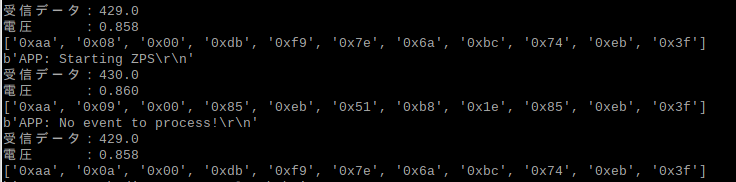 受信データ：429.0
電圧　　　：0.858
['0xaa', '0x08', '0x00', '0xdb', '0xf9', '0x7e', '0x6a', '0xbc', '0x74', '0xeb', '0x3f']
b'APP: Starting ZPS\r\n'
受信データ：430.0
電圧　　　：0.860
['0xaa', '0x09', '0x00', '0x85', '0xeb', '0x51', '0xb8', '0x1e', '0x85', '0xeb', '0x3f']
b'APP: No event to process!\r\n'
受信データ：429.0
電圧　　　：0.858
['0xaa', '0x0a', '0x00', '0xdb', '0xf9', '0x7e', '0x6a', '0xbc', '0x74', '0xeb', '0x3f']